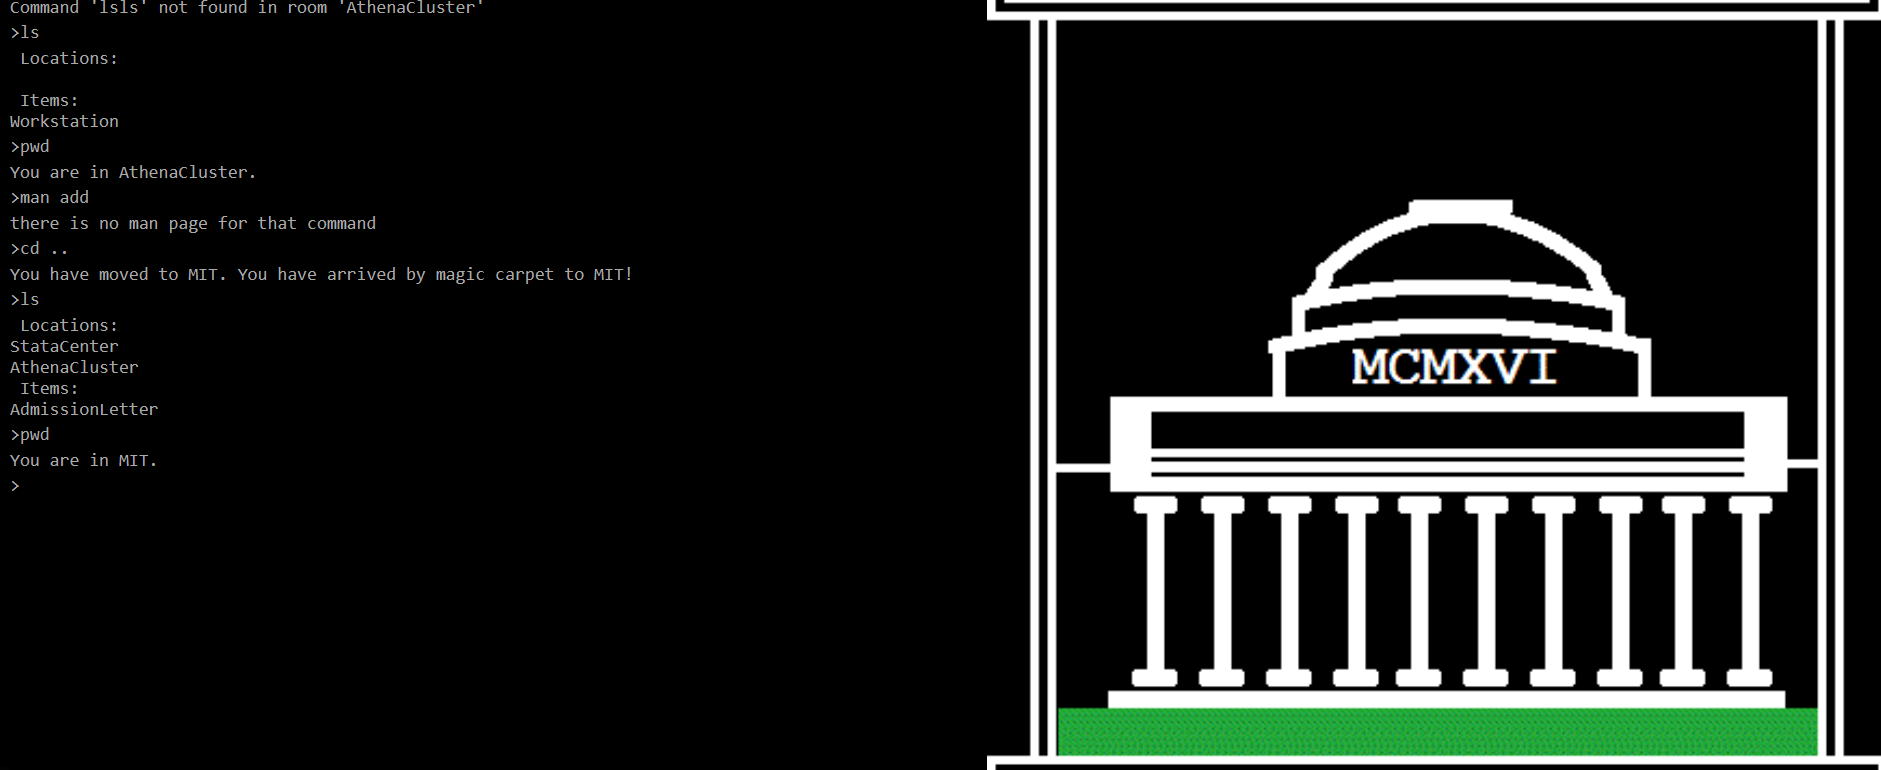 Command 'lsls' not found in room 'AthenaCluster'
>ls
Locations:
Items:
Workstation
>pwd
You are in AthenaCluster.
>man add
there is no man page for that command
>cd ..
You have moved to MIT. You have arrived by magic carpet to MIT!
>ls
Locations:
StataCenter
AthenaCluster
Items:
AdmissionLetter
>pwd
You are in MIT.
>
MCMXVI